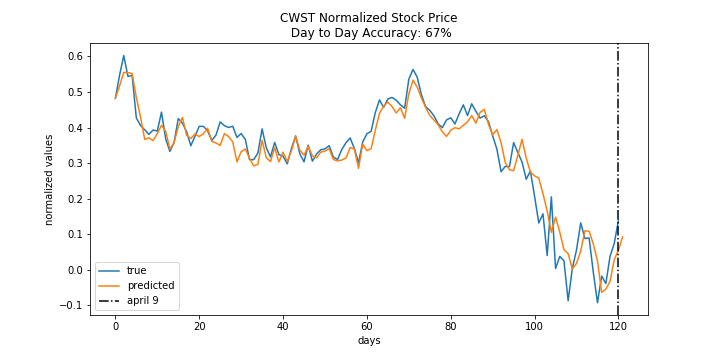 CWST Normalized Stock Price
Day to Day Accuracy: 67%
normalized values
0.6
0.5
0.4
0.3
0.2
0.1
0.0
−0.1
true
predicted
april 9
0
20
40
60
80
100
120
days